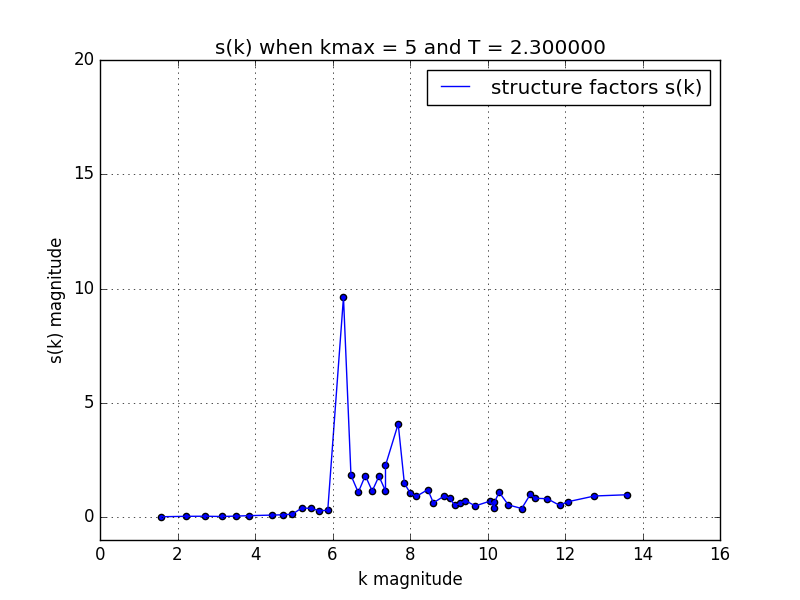 s(k) when kmax = 5 and T = 2.300000
structure factors s(k)
20
15
10
5
0
s(k) magnitude
0 2 4 6 8 10 12 14 16
k magnitude